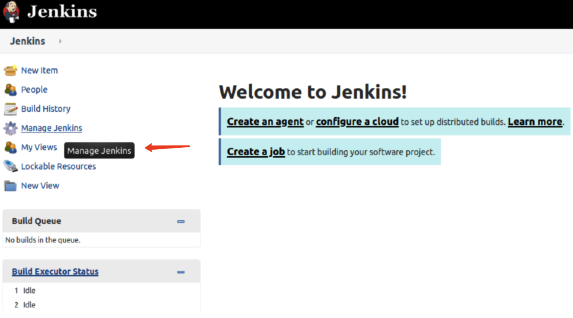 Jenkins
Jenkins
New Item
People
Build History
Manage Jenkins
My Views
Manage Jenkins
Lockable Resources
New View
Build Queue
No builds in the queue.
Build Executor Status
1 Idle
2 Idle
Welcome to Jenkins!
Create an agent or configure a cloud to set up distributed builds. Learn more.
Create a job to start building your software project.